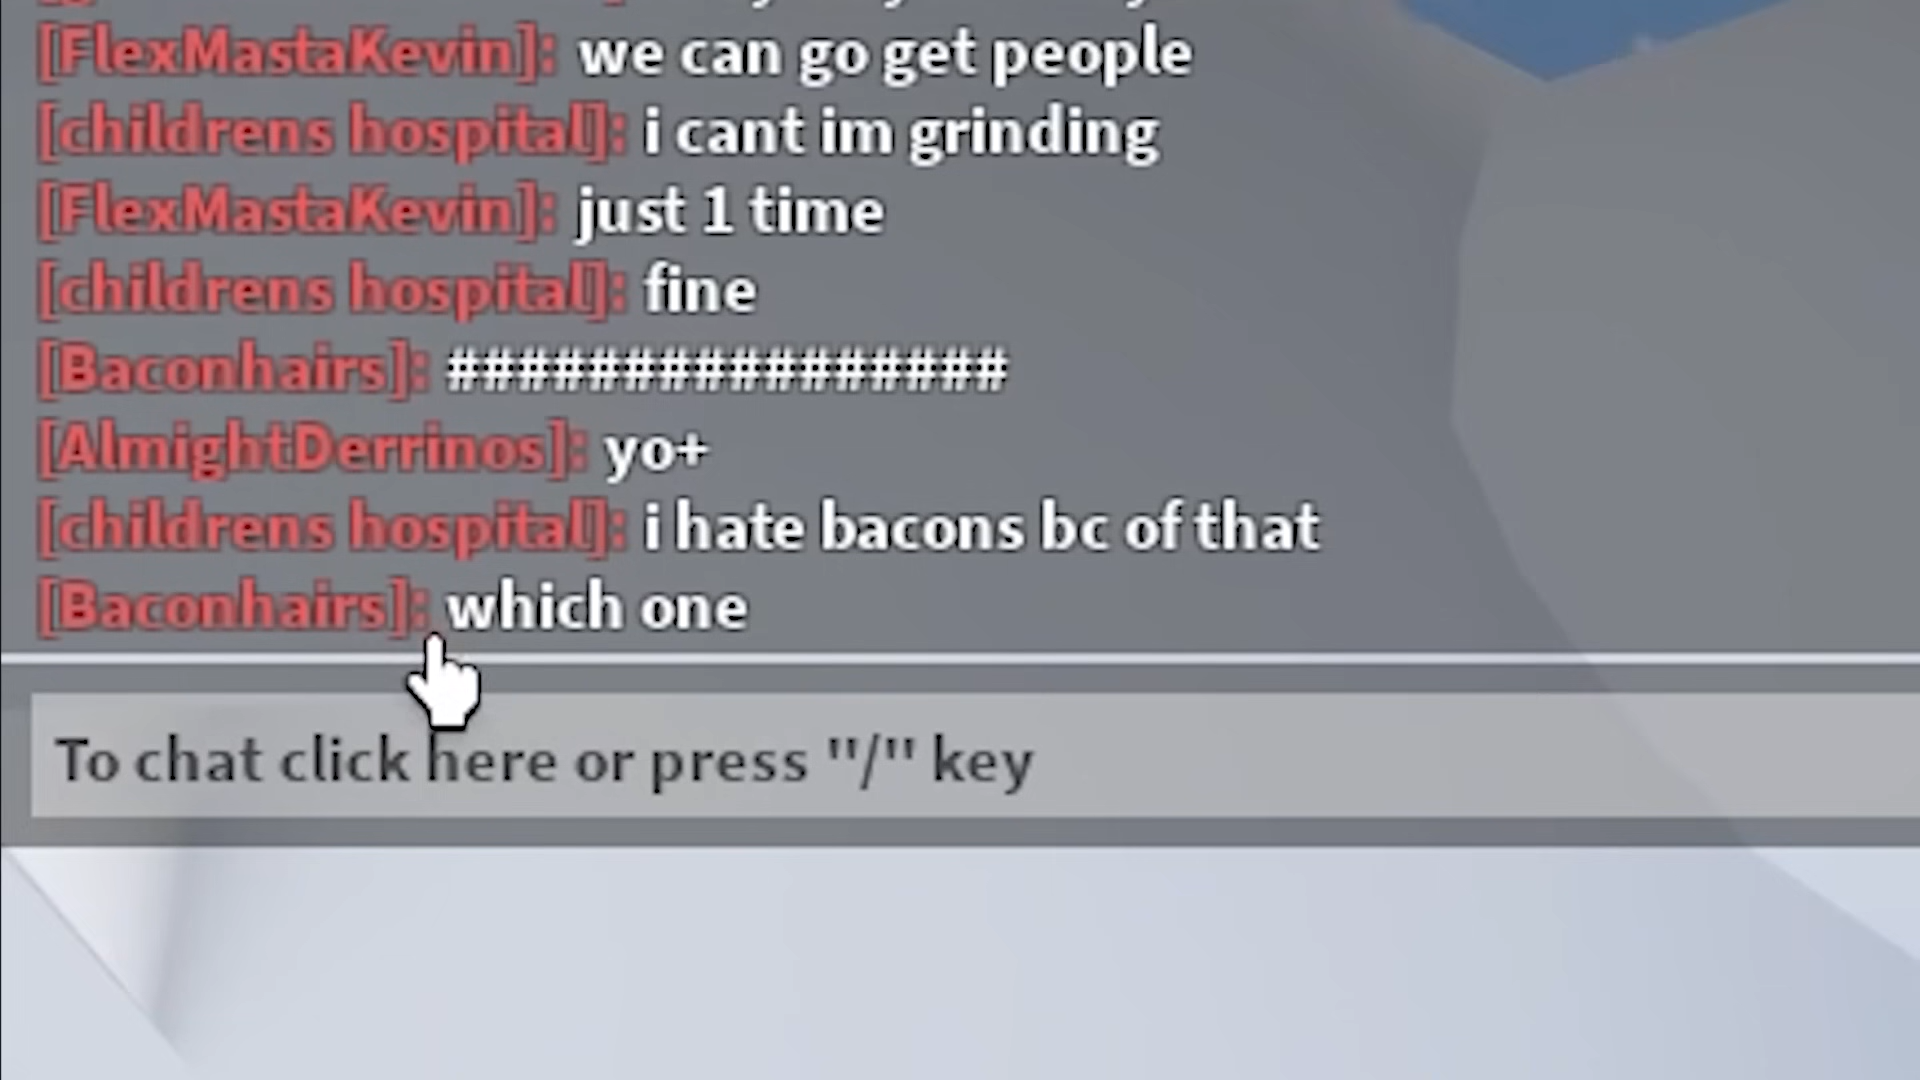 [FlexMastaKevin]: we can go get people
[childrens hospital]: i cant im grinding
[FlexMastaKevin]: just 1 time
[childrens hospital]: fine
[Baconhairs]: ################
[AlmightDerrinos]: yo+
[childrens hospital]: i hate bacons bc of that
[Baconhairs]: which one
To chat click here or press "/" key